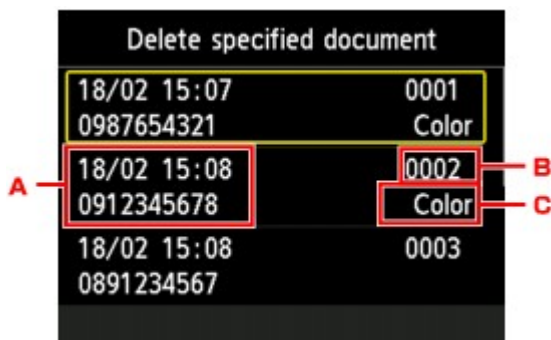 Delete specified document
18/02 15:07 0001
0987654321 Color
18/02 15:08 0002
A B
0912345678 Color
C
18/02 15:08 0003
0891234567